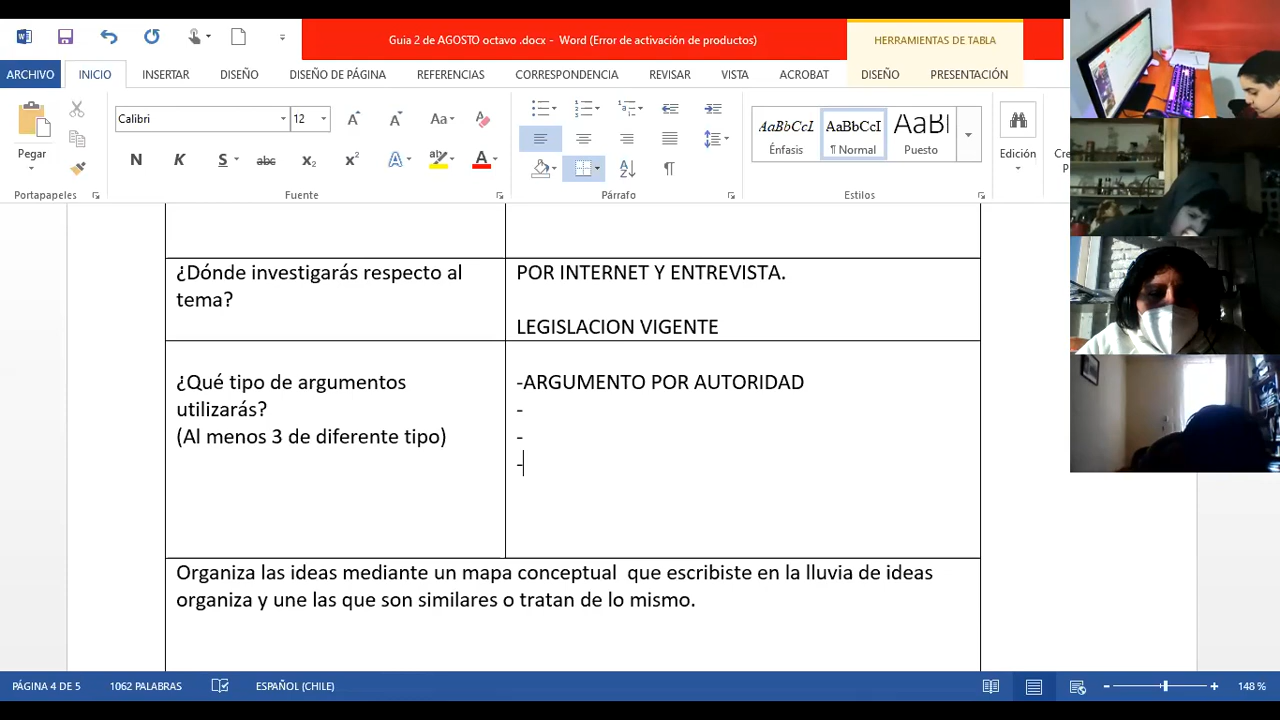 Guia 2 de AGOSTO octavo .docx - Word (Error de activación de productos)
HERRAMIENTAS DE TABLA
ARCHIVO INICIO INSERTAR DISEÑO DISEÑO DE PÁGINA REFERENCIAS CORRESPONDENCIA REVISAR VISTA ACROBAT DISEÑO PRESENTACIÓN
Pegar
Calibri 12
Aa
N K S abc x₂ x² A A
AaBbCcL AaBbCcI AaBl
Énfasis ¶ Normal Puesto
Edición
Portapapeles Fuente Párrafo Estilos
¿Dónde investigarás respecto al
tema?
POR INTERNET Y ENTREVISTA.
LEGISLACION VIGENTE
¿Qué tipo de argumentos
utilizarás?
(Al menos 3 de diferente tipo)
-ARGUMENTO POR AUTORIDAD
-
-
-
Organiza las ideas mediante un mapa conceptual que escribiste en la lluvia de ideas
organiza y une las que son similares o tratan de lo mismo.
PÁGINA 4 DE 5 1062 PALABRAS ESPAÑOL (CHILE) 148 %